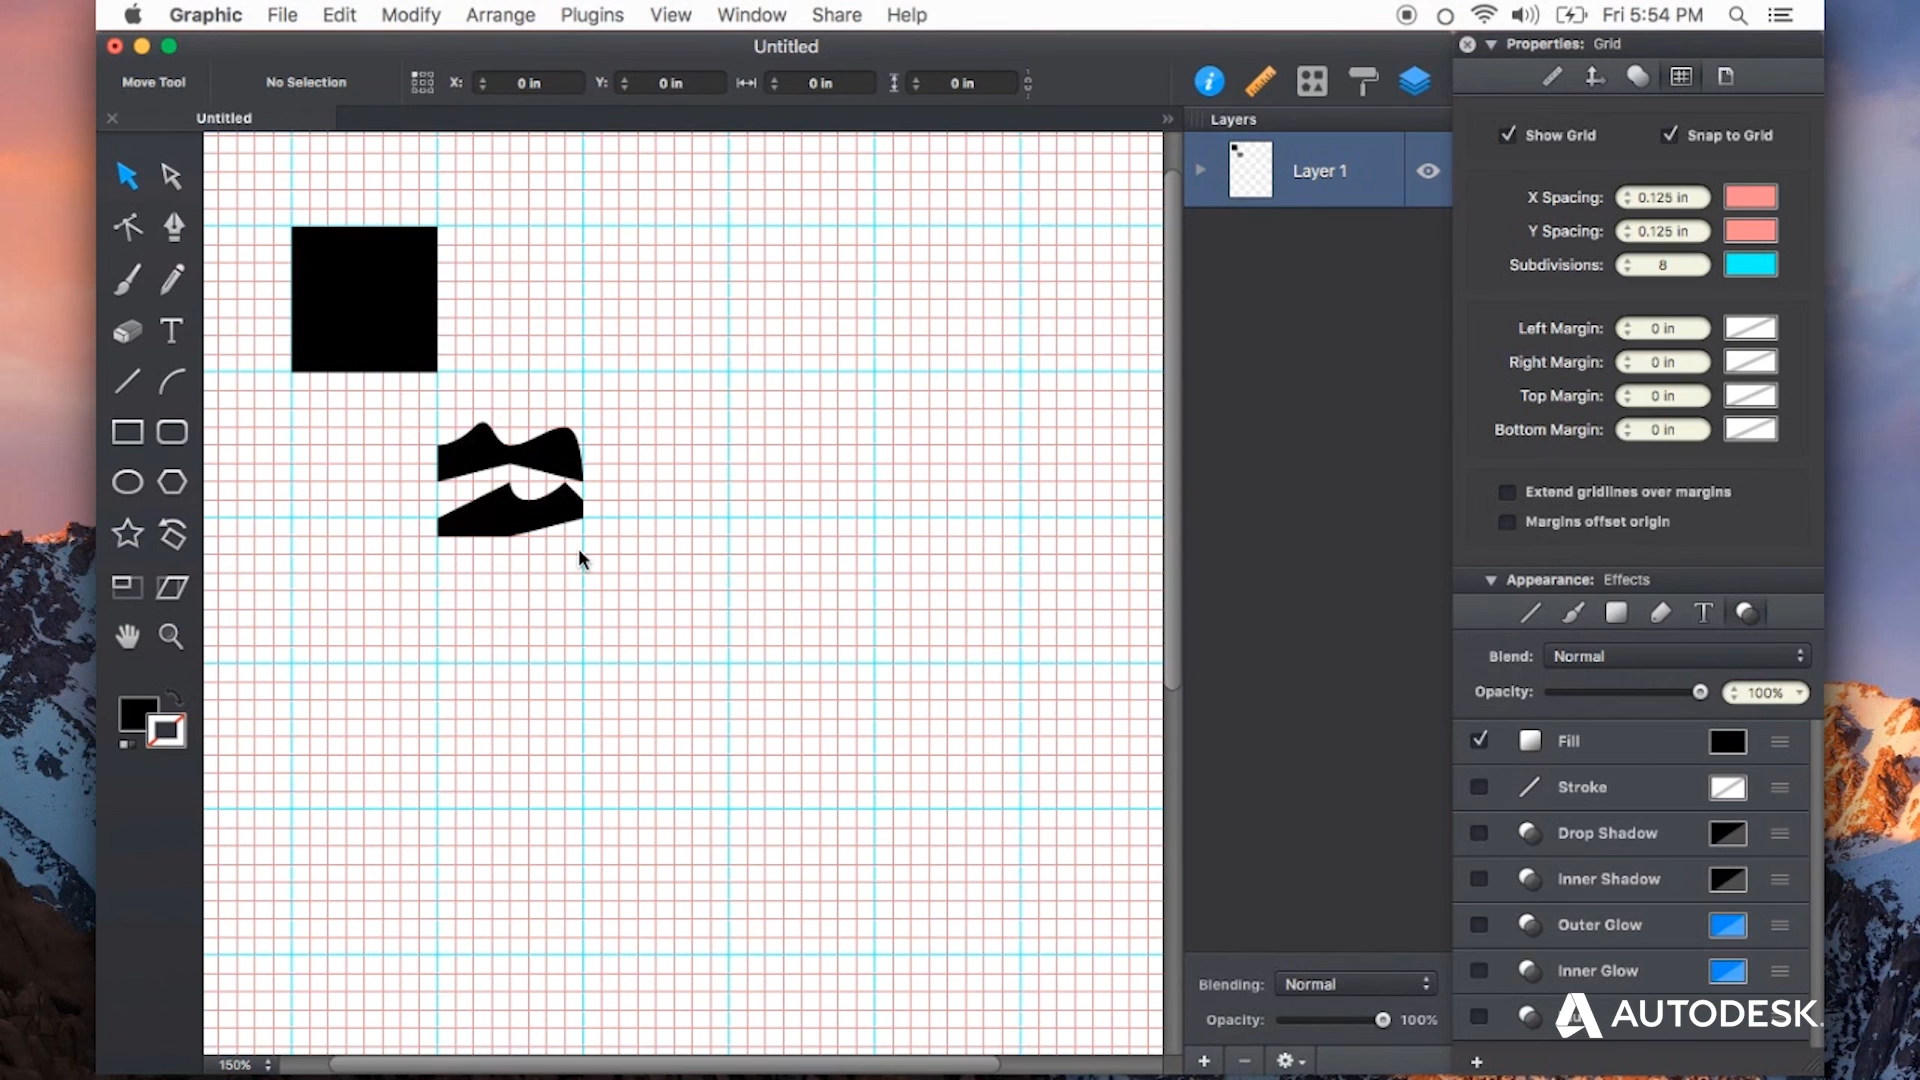 Graphic File Edit Modify Arrange Plugins View Window Share Help Fri 5:54 PM
Untitled
Properties: Grid
Move Tool No Selection X: 0 in Y: 0 in 0 in 0 in
Untitled
Layers
Layer 1
Show Grid Snap to Grid
X Spacing: 0.125 in
Y Spacing: 0.125 in
Subdivisions: 8
Left Margin: 0 in
Right Margin: 0 in
Top Margin: 0 in
Bottom Margin: 0 in
Extend gridlines over margins
Margins offset origin
Appearance: Effects
Blend: Normal
Opacity: 100%
Fill
Stroke
Drop Shadow
Inner Shadow
Outer Glow
Inner Glow
Blending: Normal
Opacity: 100%
150%
AUTODESK.